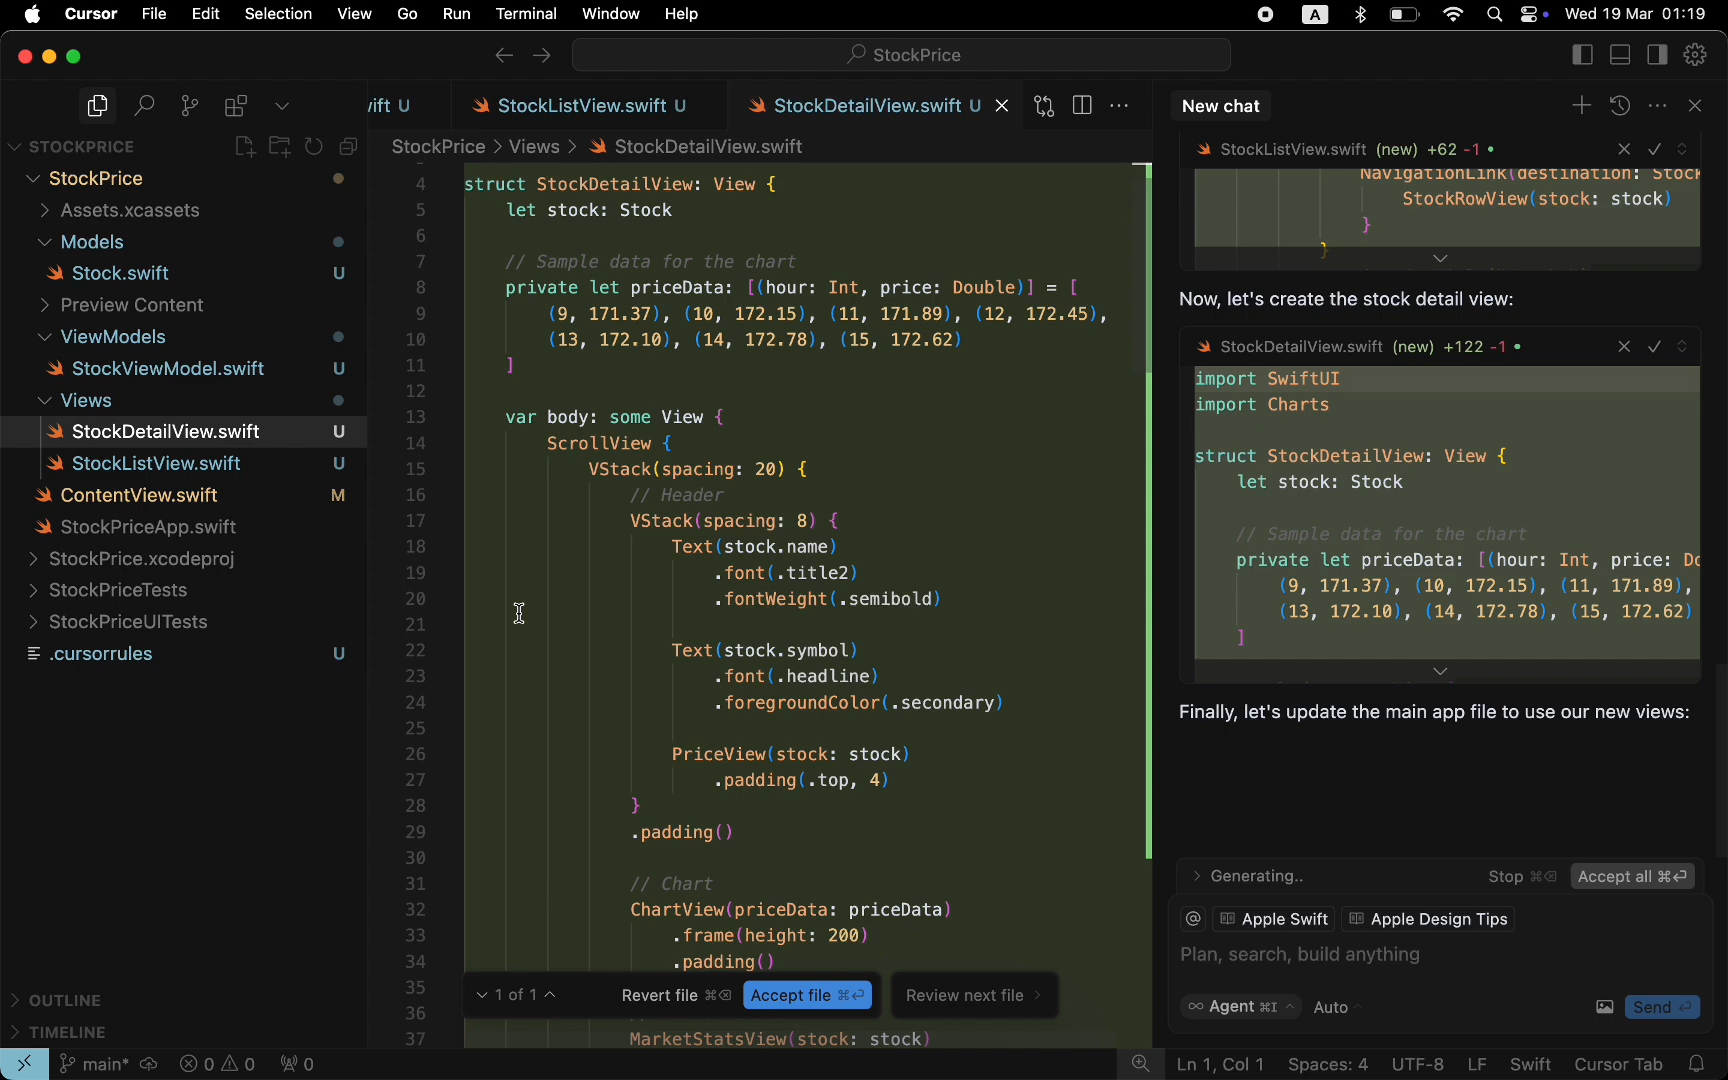 Cursor File Edit Selection View Go Run Terminal Window Help
A Wed 19 Mar 01:19
StockPrice
ift U
StockListView.swift U
StockDetailView.swift U
New chat
STOCKPRICE
StockPrice
Assets.xcassets
Models
Stock.swift U
Preview Content
ViewModels
StockViewModel.swift U
Views
StockDetailView.swift U
StockListView.swift U
ContentView.swift M
StockPriceApp.swift
StockPrice.xcodeproj
StockPriceTests
StockPriceUITests
.cursorrules U
OUTLINE
TIMELINE
StockPrice > Views > StockDetailView.swift
4 struct StockDetailView: View {
5 let stock: Stock
6
7 // Sample data for the chart
8 private let priceData: [(hour: Int, price: Double)] = [
9 (9, 171.37), (10, 172.15), (11, 171.89), (12, 172.45),
10 (13, 172.10), (14, 172.78), (15, 172.62)
11 ]
12
13 var body: some View {
14 ScrollView {
15 VStack(spacing: 20) {
16 // Header
17 VStack(spacing: 8) {
18 Text(stock.name)
19 .font(.title2)
20 .fontWeight(.semibold)
21
22 Text(stock.symbol)
23 .font(.headline)
24 .foregroundColor(.secondary)
25
26 PriceView(stock: stock)
27 .padding(.top, 4)
28 }
29 .padding()
30
31 // Chart
32 ChartView(priceData: priceData)
33 .frame(height: 200)
34 .padding()
35
36
37 MarketStatsView(stock: stock)
1 of 1 Revert file ⌘⌫ Accept file ⌘⏎ Review next file >
StockListView.swift (new) +62 -1 •
NavigationLink(destination: Stock
StockRowView(stock: stock)
}
}
Now, let's create the stock detail view:
StockDetailView.swift (new) +122 -1 •
import SwiftUI
import Charts
struct StockDetailView: View {
let stock: Stock
// Sample data for the chart
private let priceData: [(hour: Int, price: Do
(9, 171.37), (10, 172.15), (11, 171.89),
(13, 172.10), (14, 172.78), (15, 172.62)
]
Finally, let's update the main app file to use our new views:
> Generating.. Stop ⌘⌫ Accept all ⌘⏎
@ Apple Swift Apple Design Tips
Plan, search, build anything
∞ Agent ⌘I Auto Send ⏎
main* 0 0 0
Ln 1, Col 1 Spaces: 4 UTF-8 LF Swift Cursor Tab